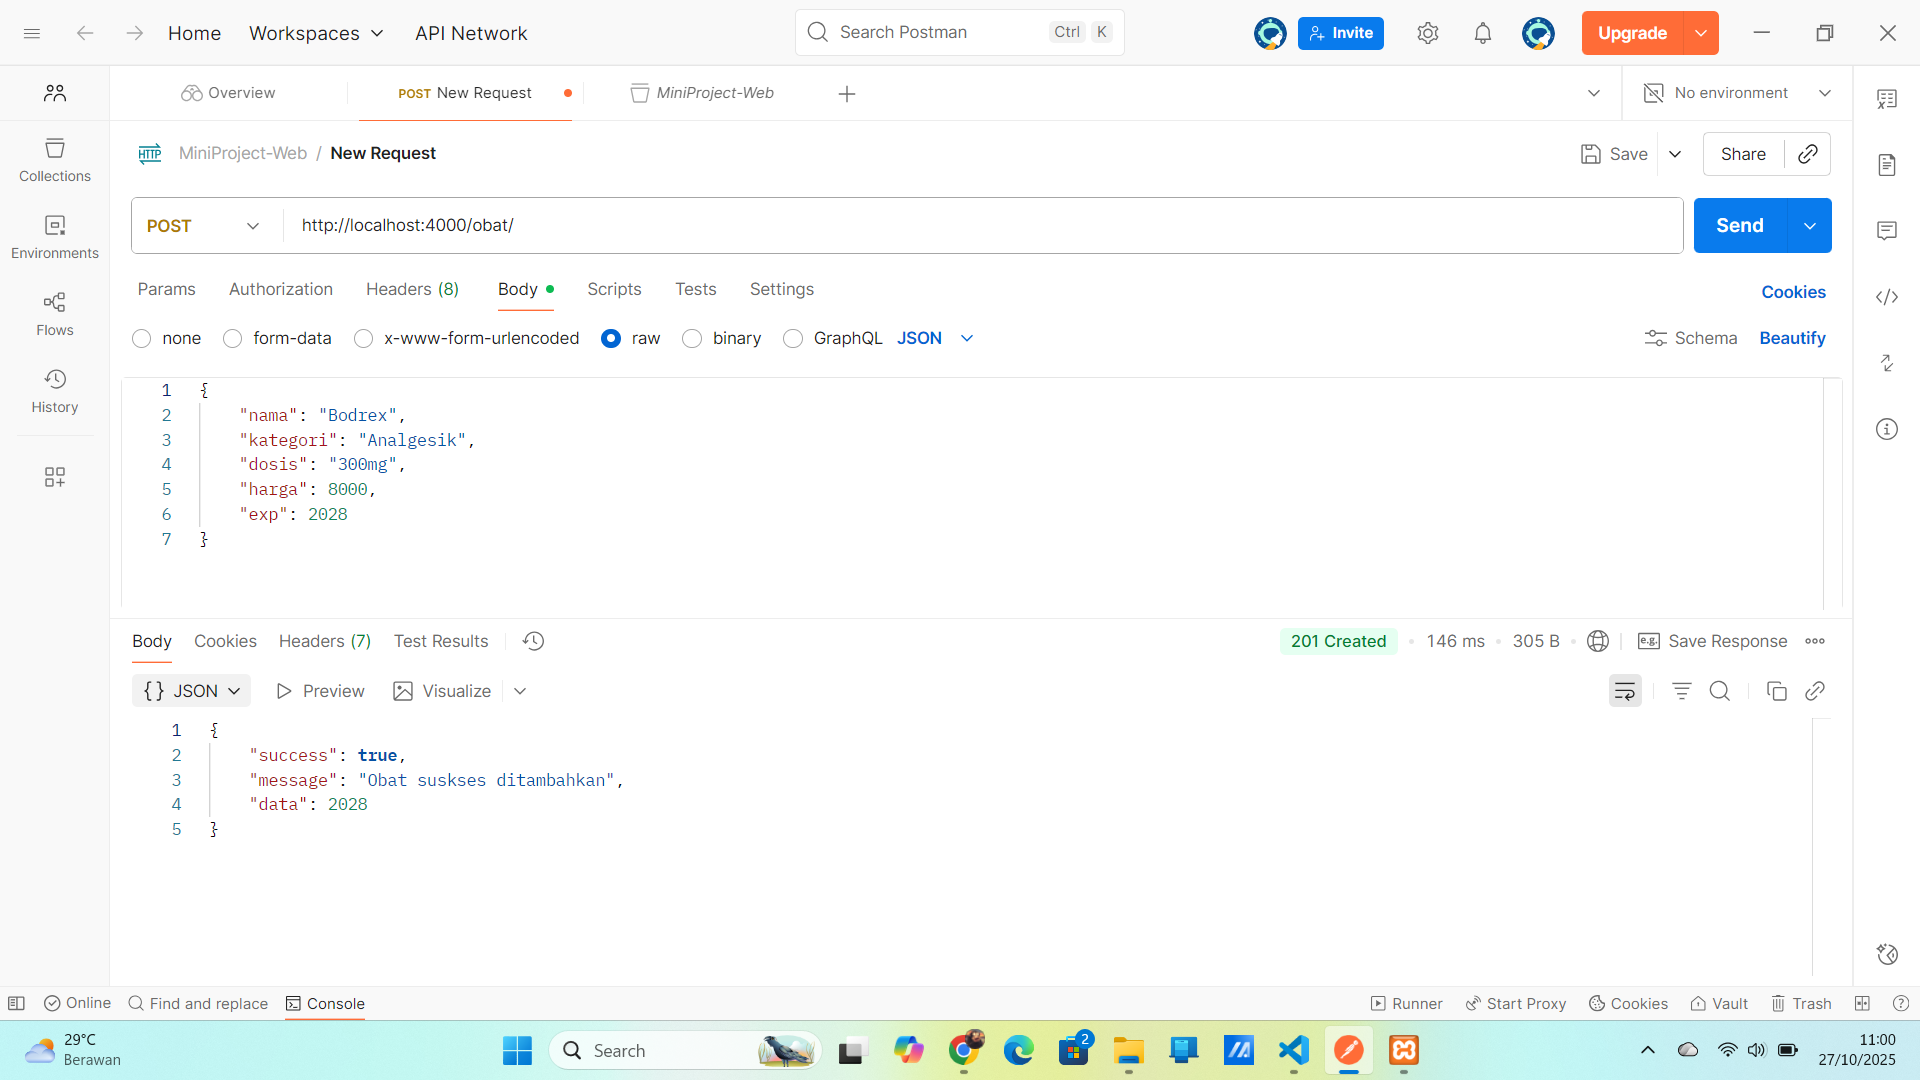 Home Workspaces API Network Search Postman Ctrl K Invite Upgrade
Overview POST New Request MiniProject-Web No environment
HTTP MiniProject-Web / New Request Save Share
POST http://localhost:4000/obat/ Send
Params Authorization Headers (8) Body Scripts Tests Settings Cookies
none form-data x-www-form-urlencoded raw binary GraphQL JSON Schema Beautify
Collections
Environments
Flows
History
1 {
2 "nama": "Bodrex",
3 "kategori": "Analgesik",
4 "dosis": "300mg",
5 "harga": 8000,
6 "exp": 2028
7 }
Body Cookies Headers (7) Test Results 201 Created 146 ms 305 B e.g. Save Response
{} JSON Preview Visualize
1 {
2 "success": true,
3 "message": "Obat suskses ditambahkan",
4 "data": 2028
5 }
Online Find and replace Console Runner Start Proxy Cookies Vault Trash
29°C
Berawan
Search
2
11:00
27/10/2025